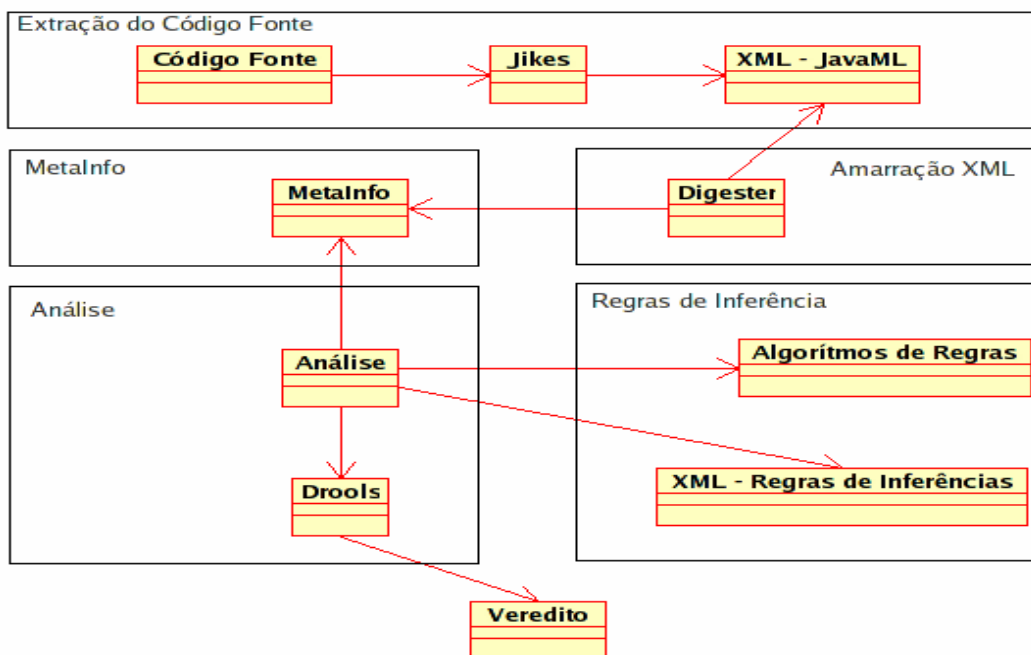 Extração do Código Fonte
Código Fonte
Jikes
XML - JavaML
MetaInfo
MetaInfo
Amarração XML
Digester
Análise
Análise
Drools
Regras de Inferência
Algorítmos de Regras
XML - Regras de Inferências
Veredito